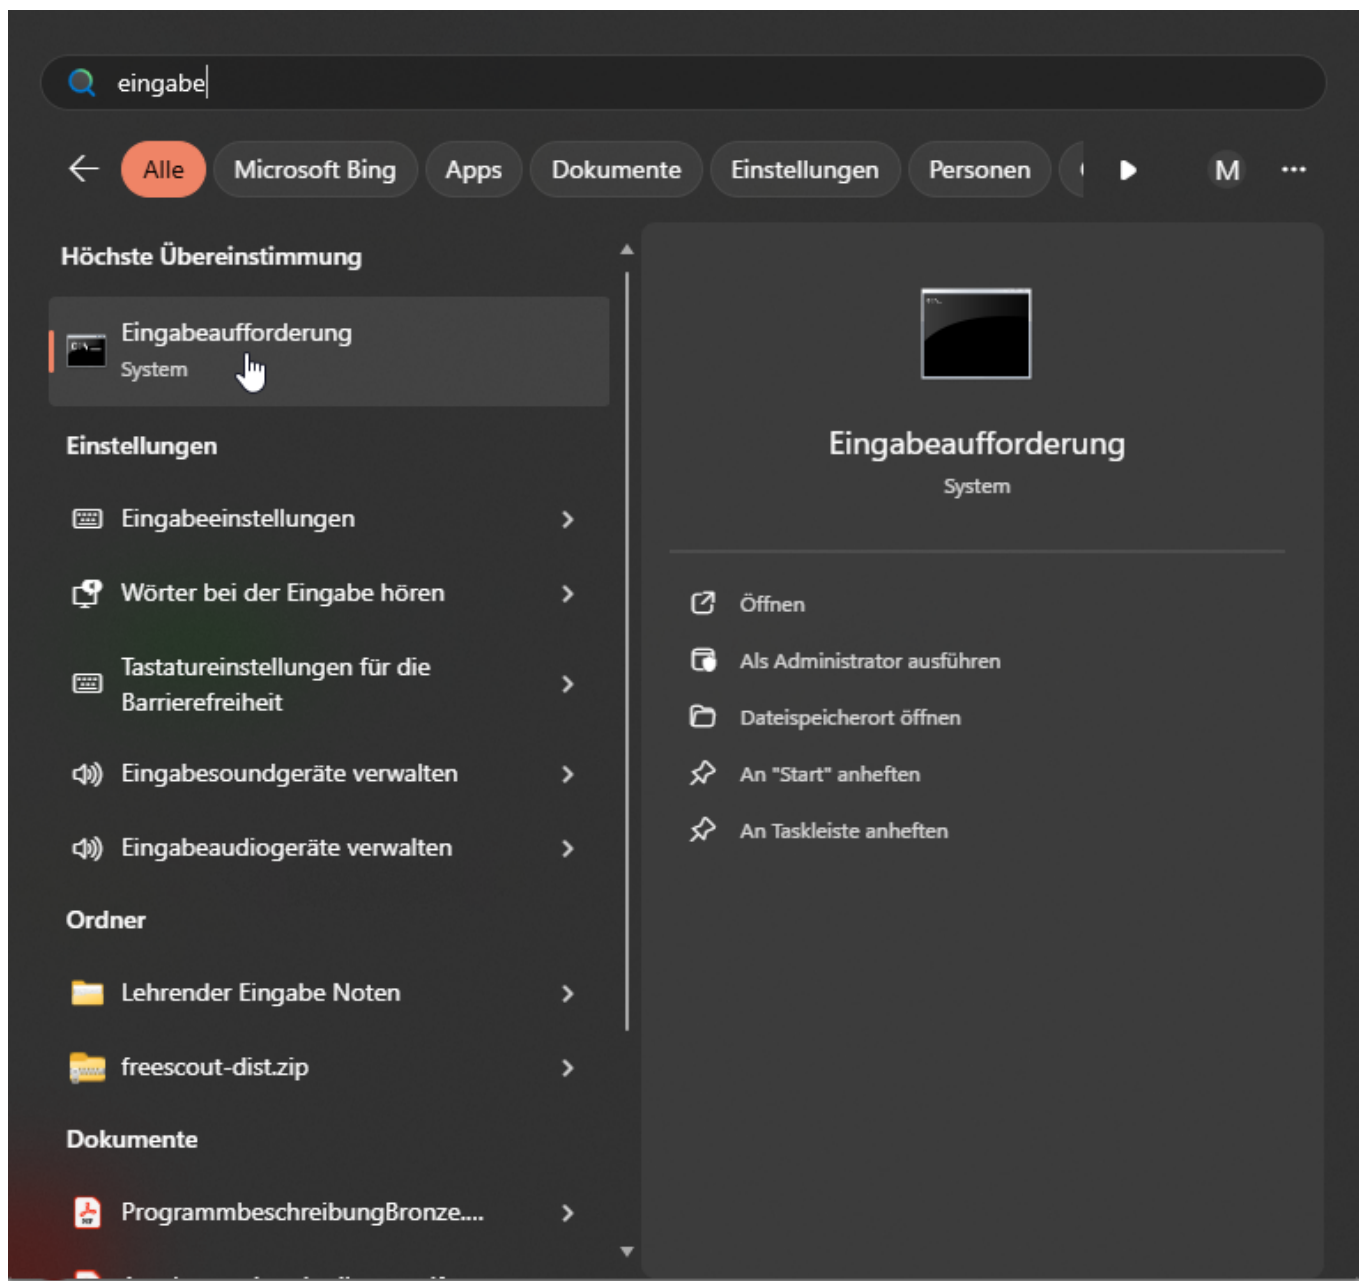 eingabe
Alle
Microsoft Bing
Apps
Dokumente
Einstellungen
Personen
M
Höchste Übereinstimmung
Eingabeaufforderung
System
Einstellungen
Eingabeeinstellungen
Wörter bei der Eingabe hören
Tastatureinstellungen für die
Barrierefreiheit
Eingabesoundgeräte verwalten
Eingabeaudiogeräte verwalten
Ordner
Lehrender Eingabe Noten
freescout-dist.zip
Dokumente
ProgrammbeschreibungBronze....
Eingabeaufforderung
System
Öffnen
Als Administrator ausführen
Dateispeicherort öffnen
An "Start" anheften
An Taskleiste anheften